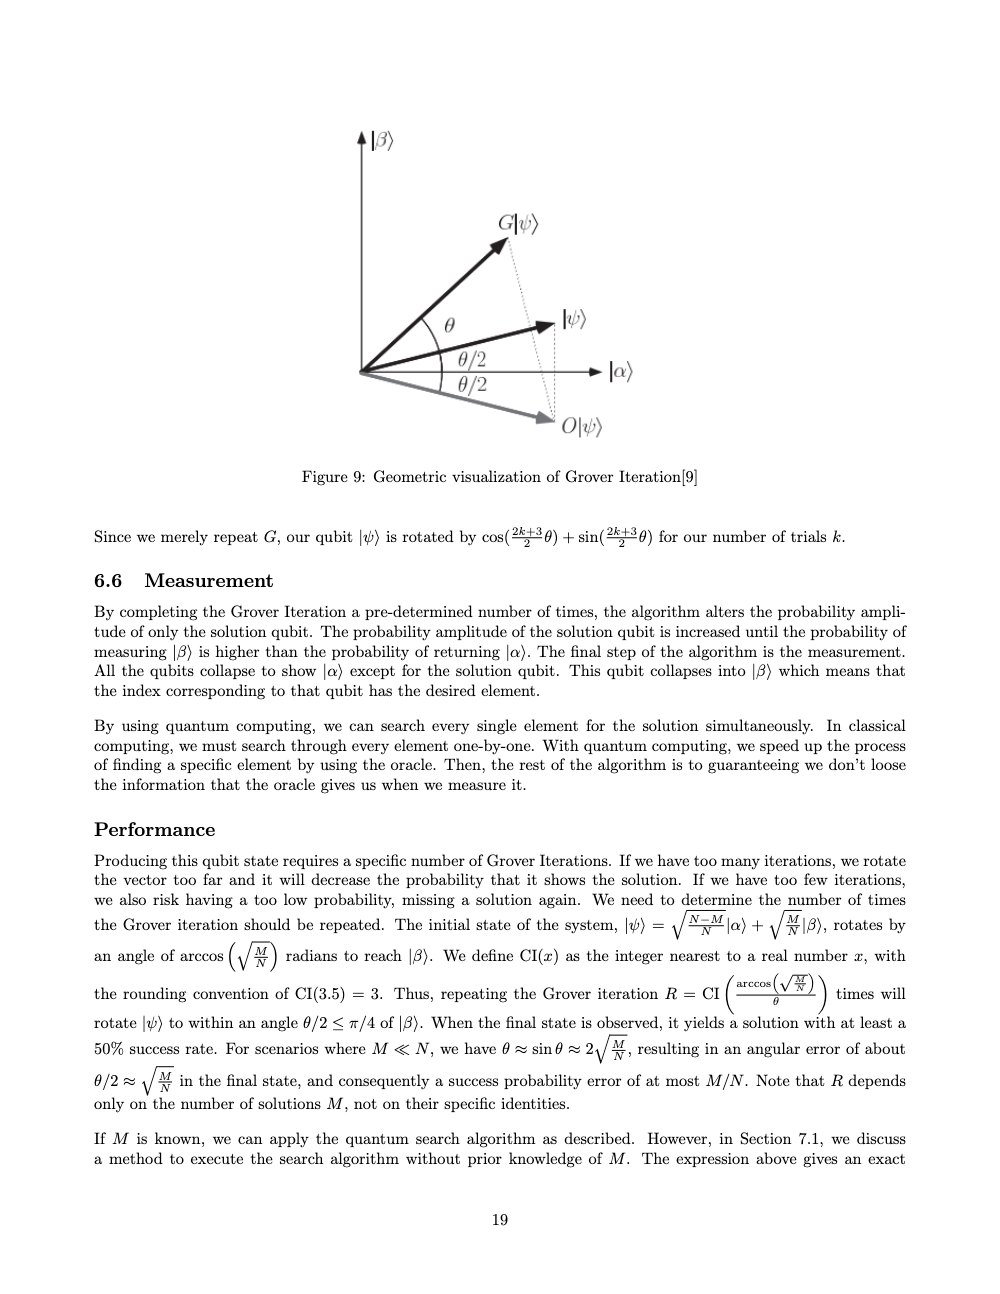 |β⟩
G|ψ⟩
θ
|ψ⟩
θ/2
|α⟩
θ/2
O|ψ⟩
Figure 9: Geometric visualization of Grover Iteration[9]
Since we merely repeat G, our qubit |ψ⟩ is rotated by cos(\frac{2k+3}{2}θ) + sin(\frac{2k+3}{2}θ) for our number of trials k.
6.6 Measurement
By completing the Grover Iteration a pre-determined number of times, the algorithm alters the probability ampli-
tude of only the solution qubit. The probability amplitude of the solution qubit is increased until the probability of
measuring |β⟩ is higher than the probability of returning |α⟩. The final step of the algorithm is the measurement.
All the qubits collapse to show |α⟩ except for the solution qubit. This qubit collapses into |β⟩ which means that
the index corresponding to that qubit has the desired element.
By using quantum computing, we can search every single element for the solution simultaneously. In classical
computing, we must search through every element one-by-one. With quantum computing, we speed up the process
of finding a specific element by using the oracle. Then, the rest of the algorithm is to guaranteeing we don't loose
the information that the oracle gives us when we measure it.
Performance
Producing this qubit state requires a specific number of Grover Iterations. If we have too many iterations, we rotate
the vector too far and it will decrease the probability that it shows the solution. If we have too few iterations,
we also risk having a too low probability, missing a solution again. We need to determine the number of times
the Grover iteration should be repeated. The initial state of the system, |ψ⟩ = \sqrt{\frac{N−M}{N}}|α⟩ + \sqrt{\frac{M}{N}}|β⟩, rotates by
an angle of arccos(\sqrt{\frac{M}{N}}) radians to reach |β⟩. We define CI(x) as the integer nearest to a real number x, with
the rounding convention of CI(3.5) = 3. Thus, repeating the Grover iteration R = CI(\frac{arccos(\sqrt{\frac{M}{N}})}{θ}) times will
rotate |ψ⟩ to within an angle θ/2 ≤ π/4 of |β⟩. When the final state is observed, it yields a solution with at least a
50% success rate. For scenarios where M ≪ N, we have θ ≈ sin θ ≈ 2\sqrt{\frac{M}{N}}, resulting in an angular error of about
θ/2 ≈ \sqrt{\frac{M}{N}} in the final state, and consequently a success probability error of at most M/N. Note that R depends
only on the number of solutions M, not on their specific identities.
If M is known, we can apply the quantum search algorithm as described. However, in Section 7.1, we discuss
a method to execute the search algorithm without prior knowledge of M. The expression above gives an exact
19